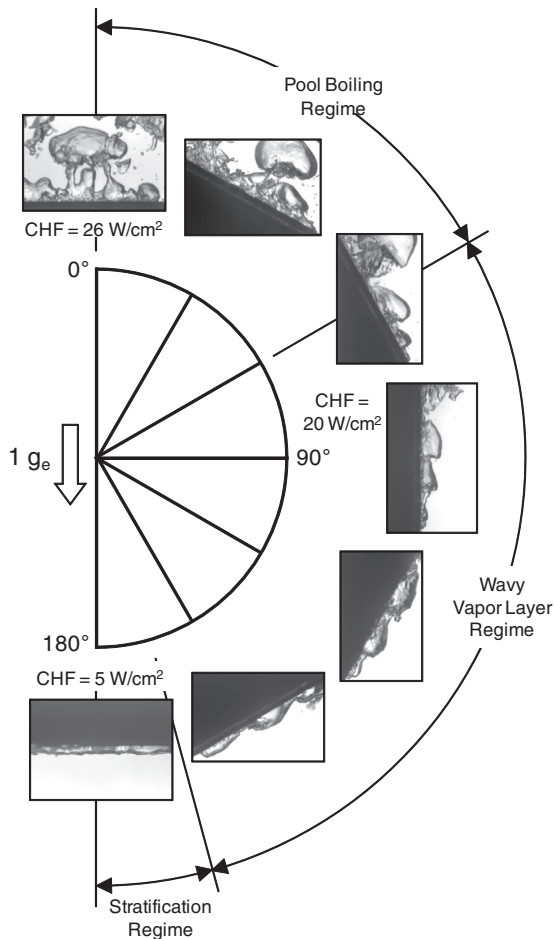 Pool Boiling
Regime
CHF = 26 W/cm²
0°
CHF =
20 W/cm²
1 gₑ
90°
Wavy
Vapor Layer
Regime
180°
CHF = 5 W/cm²
Stratification
Regime